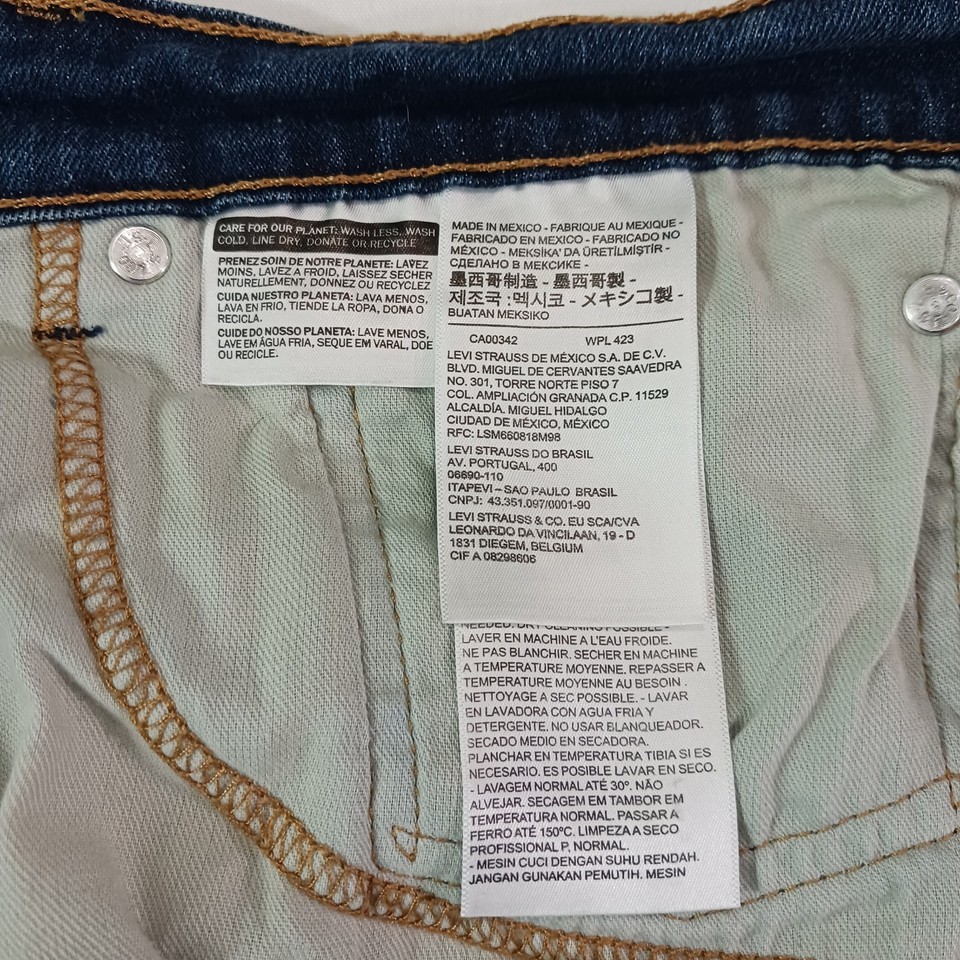 CARE FOR OUR PLANET: WASH LESS, WASH
COLD, LINE DRY, DONATE OR RECYCLE
PRENEZ SOIN DE NOTRE PLANETE: LAVEZ
MOINS, LAVEZ A FROID, LAISSEZ SECHER
NATURELLEMENT, DONNEZ OU RECYCLEZ
CUIDA NUESTRO PLANETA: LAVA MENOS,
LAVA EN FRIO, TIENDE LA ROPA, DONA O
RECICLA.
CUIDE DO NOSSO PLANETA: LAVE MENOS,
LAVE EM ÁGUA FRIA, SEQUE EM VARAL, DOE
OU RECICLE.
MADE IN MEXICO - FABRIQUE AU MEXIQUE -
FABRICADO EN MEXICO - FABRICADO NO
MÉXICO - MEKSİKA' DA ÜRETİLMİŞTİR -
СДЕЛАНО В МЕКСИКЕ -
墨西哥制造 - 墨西哥製 -
제조국 :멕시코 - メキシコ製 -
BUATAN MEKSIKO
CA00342 WPL 423
LEVI STRAUSS DE MÉXICO S.A. DE C.V.
BLVD. MIGUEL DE CERVANTES SAAVEDRA
NO. 301, TORRE NORTE PISO 7
COL. AMPLIACIÓN GRANADA C.P. 11529
ALCALDÍA. MIGUEL HIDALGO
CIUDAD DE MÉXICO, MÉXICO
RFC: LSM660818M98
LEVI STRAUSS DO BRASIL
AV. PORTUGAL, 400
06690-110
ITAPEVI – SAO PAULO BRASIL
CNPJ: 43.351.097/0001-90
LEVI STRAUSS & CO. EU SCA/CVA
LEONARDO DA VINCILAAN, 19 - D
1831 DIEGEM, BELGIUM
CIF A 08298606
NEEDED. DRY CLEANING POSSIBLE -
LAVER EN MACHINE A L'EAU FROIDE.
NE PAS BLANCHIR. SECHER EN MACHINE
A TEMPERATURE MOYENNE. REPASSER A
TEMPERATURE MOYENNE AU BESOIN .
NETTOYAGE A SEC POSSIBLE. - LAVAR
EN LAVADORA CON AGUA FRIA Y
DETERGENTE. NO USAR BLANQUEADOR.
SECADO MEDIO EN SECADORA.
PLANCHAR EN TEMPERATURA TIBIA SI ES
NECESARIO. ES POSIBLE LAVAR EN SECO.
- LAVAGEM NORMAL ATÉ 30º. NÃO
ALVEJAR. SECAGEM EM TAMBOR EM
TEMPERATURA NORMAL. PASSAR A
FERRO ATÉ 150ºC. LIMPEZA A SECO
PROFISSIONAL P, NORMAL.
- MESIN CUCI DENGAN SUHU RENDAH.
JANGAN GUNAKAN PEMUTIH. MESIN